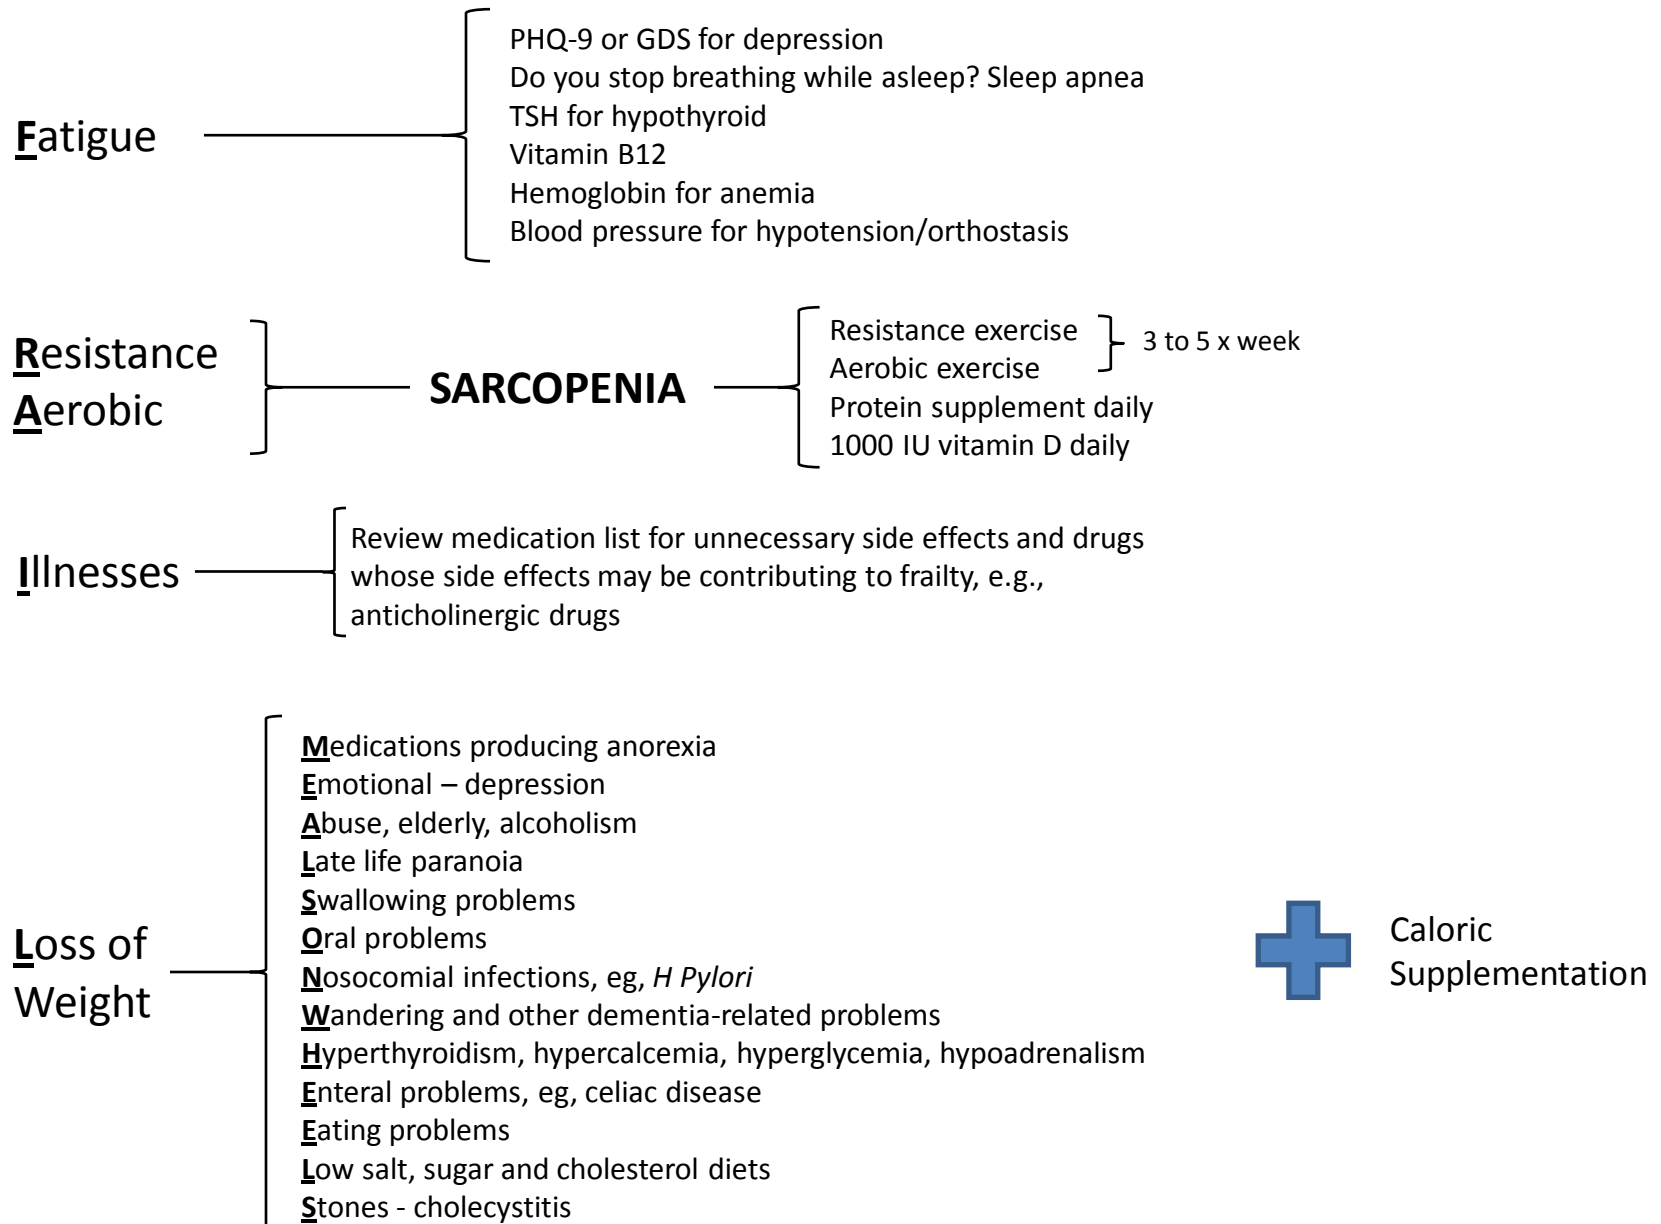 Fatigue
PHQ-9 or GDS for depression
Do you stop breathing while asleep? Sleep apnea
TSH for hypothyroid
Vitamin B12
Hemoglobin for anemia
Blood pressure for hypotension/orthostasis
Resistance
Aerobic
SARCOPENIA
Resistance exercise
Aerobic exercise
3 to 5 x week
Protein supplement daily
1000 IU vitamin D daily
Illnesses
Review medication list for unnecessary side effects and drugs
whose side effects may be contributing to frailty, e.g.,
anticholinergic drugs
Loss of
Weight
Medications producing anorexia
Emotional – depression
Abuse, elderly, alcoholism
Late life paranoia
Swallowing problems
Oral problems
Nosocomial infections, eg, H Pylori
Wandering and other dementia-related problems
Hyperthyroidism, hypercalcemia, hyperglycemia, hypoadrenalism
Enteral problems, eg, celiac disease
Eating problems
Low salt, sugar and cholesterol diets
Stones - cholecystitis
Caloric
Supplementation